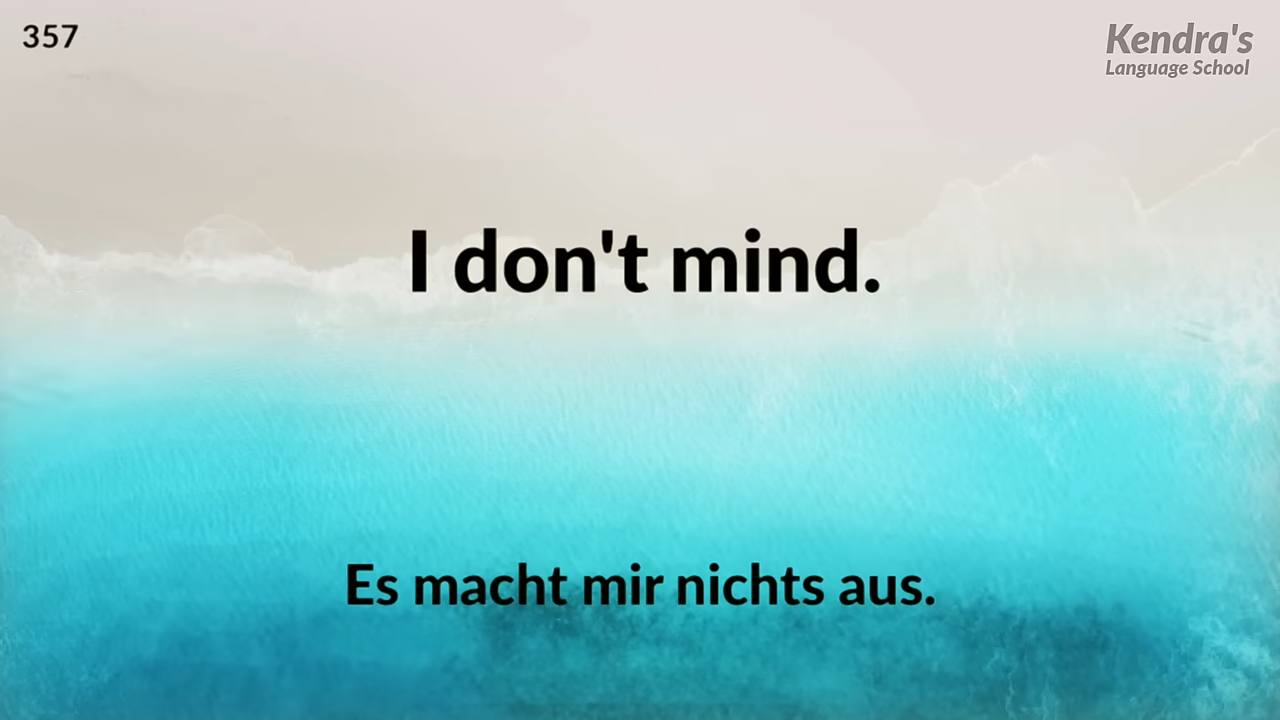 357
Kendra's
Language School
I don't mind.
Es macht mir nichts aus.